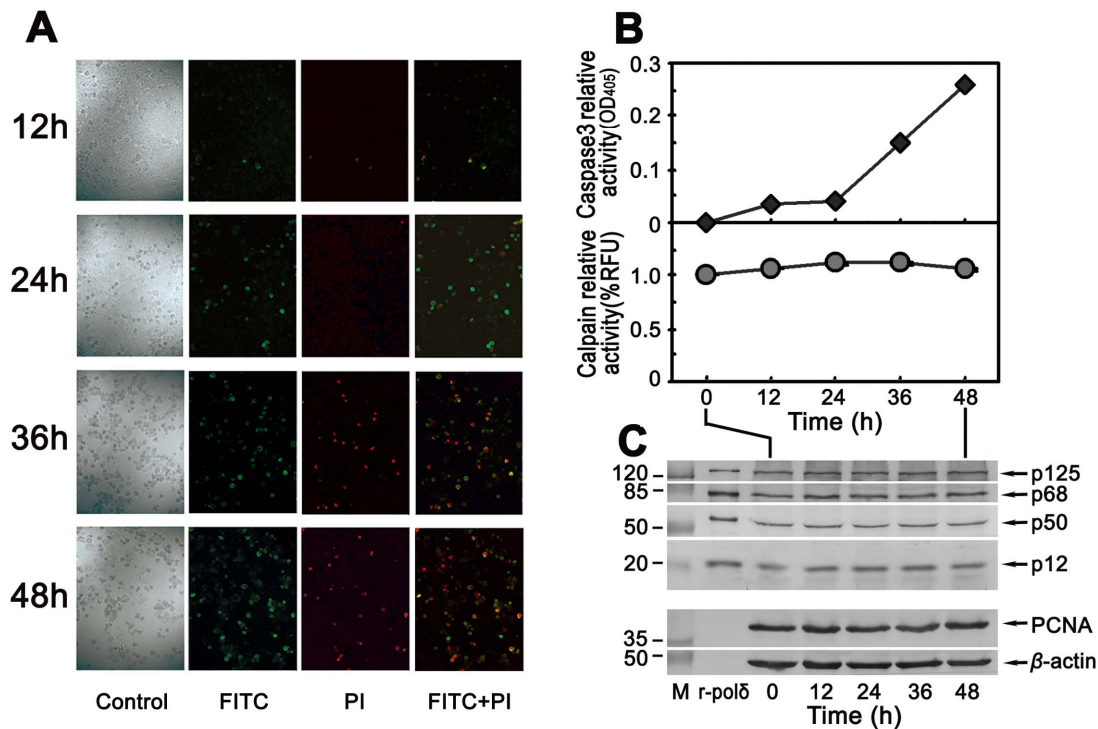 A
12h
24h
36h
48h
Control FITC PI FITC+PI
B
Caspase3 relative
activity(OD405)
0.3
0.2
0.1
0
Calpain relative
activity(%RFU)
1.0
0.5
0
0 12 24 36 48
Time (h)
C
120
85
50
20
35
50
p125
p68
p50
p12
PCNA
β-actin
M r-polδ 0 12 24 36 48
Time (h)